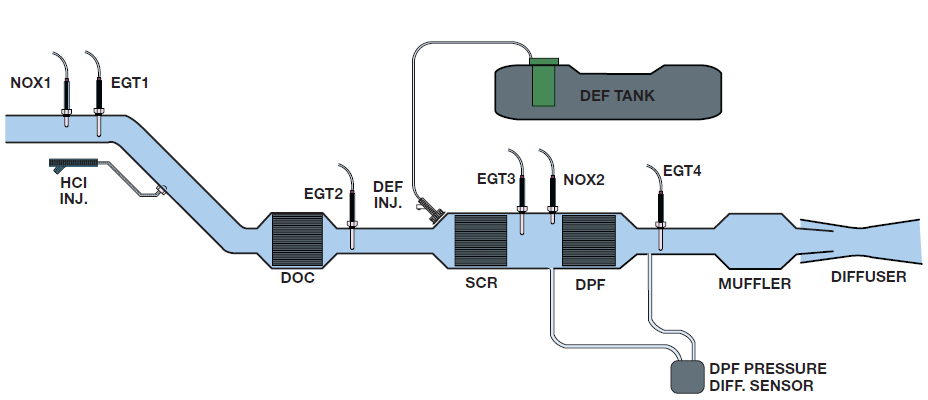 NOX1
EGT1
DEF TANK
HCI
INJ.
EGT2
DEF
INJ.
EGT3
NOX2
EGT4
DOC
SCR
DPF
MUFFLER
DIFFUSER
DPF PRESSURE
DIFF. SENSOR